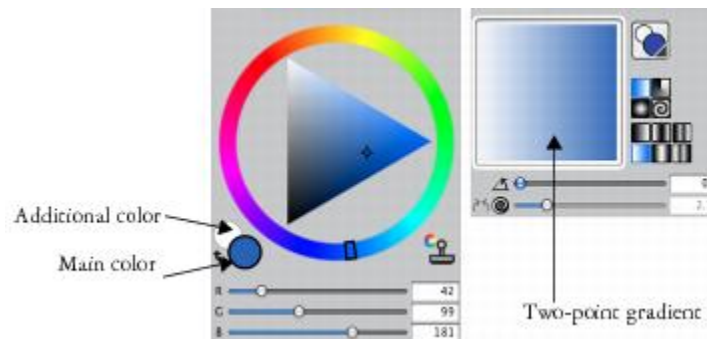 Additional color
Main color
R 42
G 99
B 181
Two-point gradient